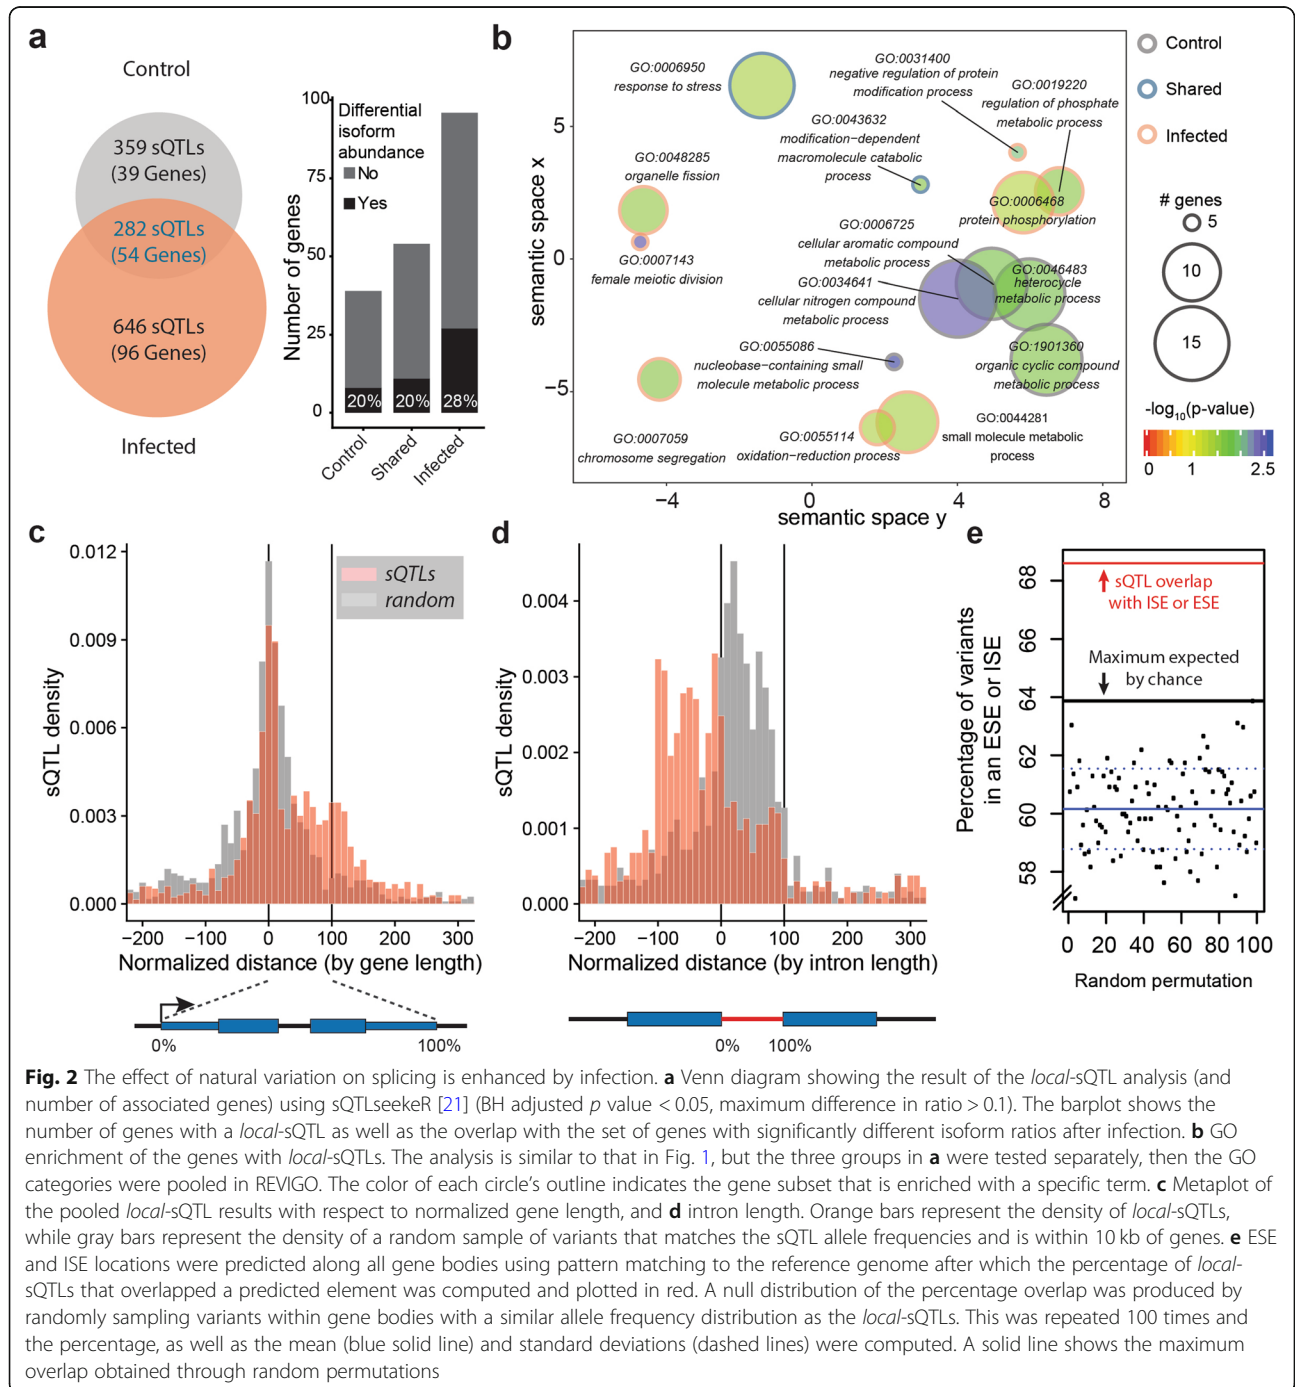 a
Control
359 sQTLs
(39 Genes)
282 sQTLs
(54 Genes)
646 sQTLs
(96 Genes)
Infected
Number of genes
100
75
50
25
0
Differential
isoform
abundance
No
Yes
20%
20%
28%
Control
Shared
Infected
b
semantic space x
5
0
−5
GO:0006950
response to stress
GO:0031400
negative regulation of protein
modification process
GO:0019220
regulation of phosphate
metabolic process
GO:0043632
modification−dependent
macromolecule catabolic
process
GO:0048285
organelle fission
GO:0006468
protein phosphorylation
GO:0006725
cellular aromatic compound
metabolic process
GO:0007143
female meiotic division
GO:0034641
cellular nitrogen compound
metabolic process
GO:0046483
heterocycle
metabolic process
GO:0055086
nucleobase−containing small
molecule metabolic process
GO:1901360
organic cyclic compound
metabolic process
GO:0007059
chromosome segregation
GO:0055114
oxidation−reduction process
GO:0044281
small molecule metabolic
process
−4
0
4
8
semantic space y
Control
Shared
Infected
# genes
5
10
15
-log10(p-value)
0
1
2.5
c
sQTL density
0.012
0.009
0.006
0.003
0.000
sQTLs
random
−200
−100
0
100
200
300
Normalized distance (by gene length)
0%
100%
d
sQTL density
0.004
0.003
0.002
0.001
0.000
−200
−100
0
100
200
300
Normalized distance (by intron length)
0%
100%
e
Percentage of variants
in an ESE or ISE
68
66
64
62
60
58
sQTL overlap
with ISE or ESE
Maximum expected
by chance
0
20
40
60
80
100
Random permutation
Fig. 2 The effect of natural variation on splicing is enhanced by infection. a Venn diagram showing the result of the local-sQTL analysis (and
number of associated genes) using sQTLseekeR [21] (BH adjusted p value < 0.05, maximum difference in ratio > 0.1). The barplot shows the
number of genes with a local-sQTL as well as the overlap with the set of genes with significantly different isoform ratios after infection. b GO
enrichment of the genes with local-sQTLs. The analysis is similar to that in Fig. 1, but the three groups in a were tested separately, then the GO
categories were pooled in REVIGO. The color of each circle's outline indicates the gene subset that is enriched with a specific term. c Metaplot of
the pooled local-sQTL results with respect to normalized gene length, and d intron length. Orange bars represent the density of local-sQTLs,
while gray bars represent the density of a random sample of variants that matches the sQTL allele frequencies and is within 10 kb of genes. e ESE
and ISE locations were predicted along all gene bodies using pattern matching to the reference genome after which the percentage of local-
sQTLs that overlapped a predicted element was computed and plotted in red. A null distribution of the percentage overlap was produced by
randomly sampling variants within gene bodies with a similar allele frequency distribution as the local-sQTLs. This was repeated 100 times and
the percentage, as well as the mean (blue solid line) and standard deviations (dashed lines) were computed. A solid line shows the maximum
overlap obtained through random permutations